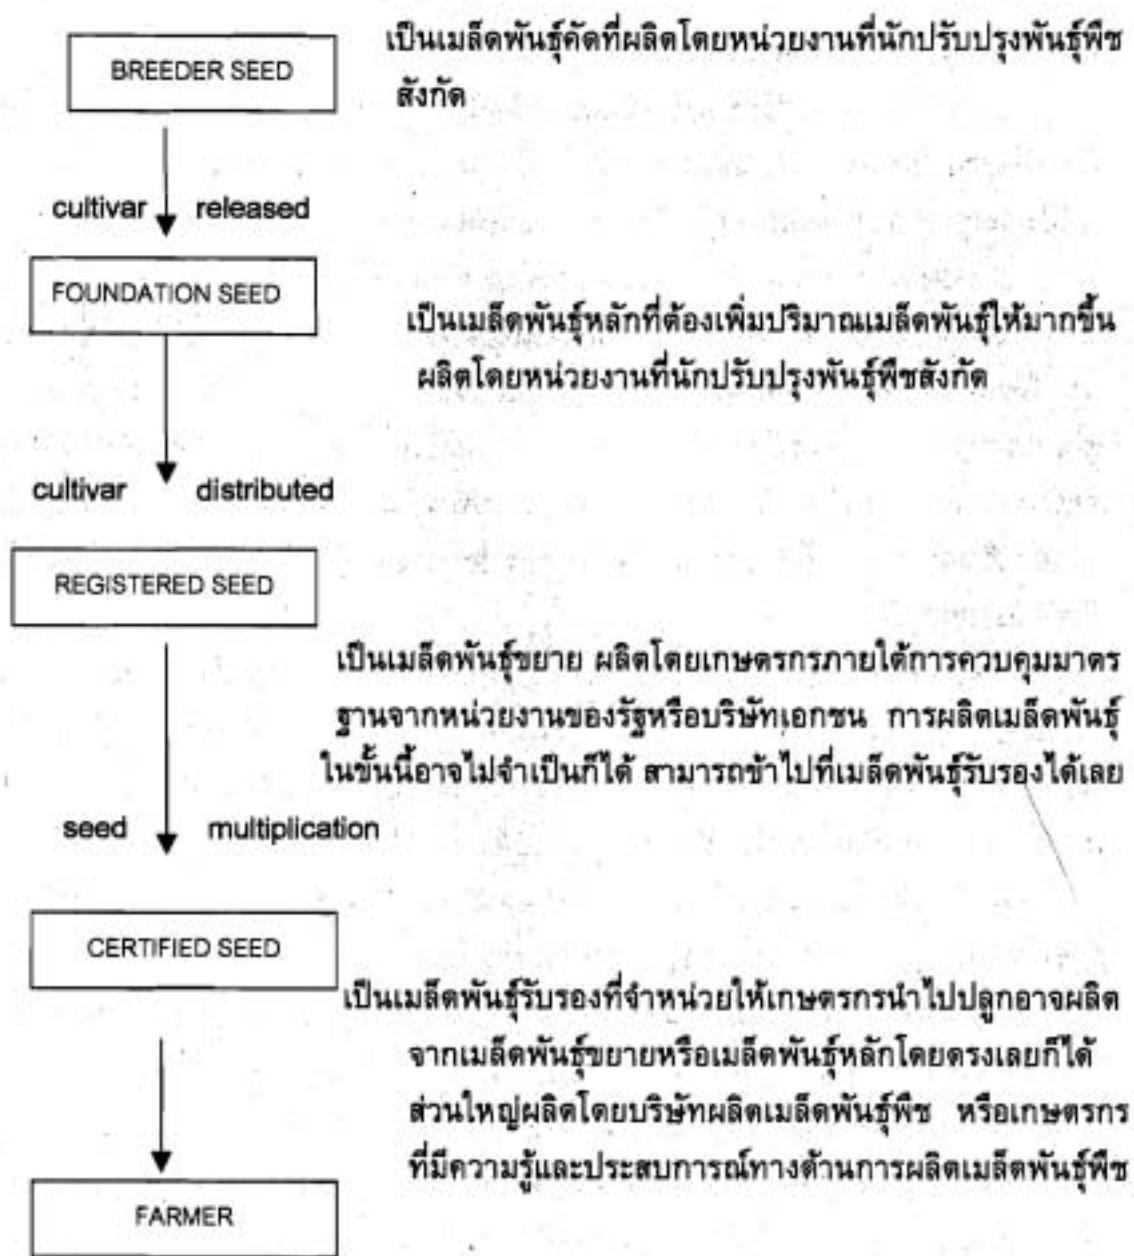 เป็นเมล็ดพันธุ์คัดที่ผลิตโดยหน่วยงานที่นักปรับปรุงพันธุ์พืช
BREEDER SEED
สังกัด
cultivar released
FOUNDATION SEED
เป็นเมล็ดพันธุ์หลักที่ต้องเพิ่มปริมาณเมล็ดพันธุ์ให้มากขึ้น
ผลิตโดยหน่วยงานที่นักปรับปรุงพันธุ์พืชสังกัด
cultivar distributed
REGISTERED SEED
เป็นเมล็ดพันธุ์ขยาย ผลิตโดยเกษตรกรภายใต้การควบคุมมาตร
ฐานจากหน่วยงานของรัฐหรือบริษัทเอกชน การผลิตเมล็ดพันธุ์
ในขั้นนี้อาจไม่จำเป็นก็ได้ สามารถข้าไปที่เมล็ดพันธุ์รับรองได้เลย
seed multiplication
CERTIFIED SEED
เป็นเมล็ดพันธุ์รับรองที่จำหน่วยให้เกษตรกรนำไปปลูกอาจผลิต
จากเมล็ดพันธุ์ขยายหรือเมล็ดพันธุ์หลักโดยตรงเลยก็ได้
ส่วนใหญ่ผลิตโดยบริษัทผลิตเมล็ดพันธุ์พืช หรือเกษตรกร
ที่มีความรู้และประสบการณ์ทางด้านการผลิตเมล็ดพันธุ์พืช
FARMER